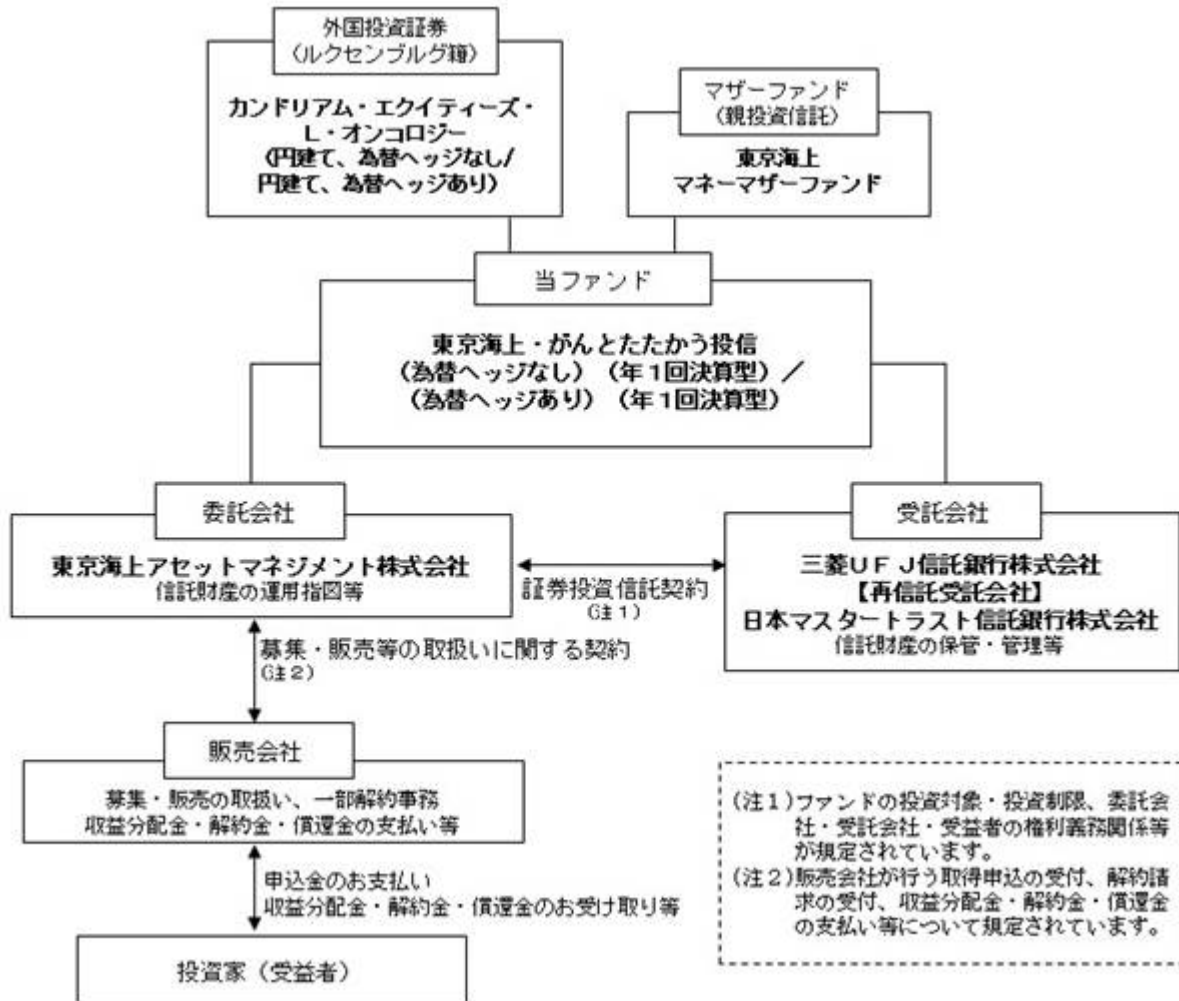 外国投資証券
（ルクセンブルグ籍）
カンドリアム・エクイティーズ・
L・オンコロジー
（円建て、為替ヘッジなし/
円建て、為替ヘッジあり）
マザーファンド
（親投資信託）
東京海上
マネーマザーファンド
当ファンド
東京海上・がんとたたかう投信
（為替ヘッジなし）（年１回決算型）／
（為替ヘッジあり）（年１回決算型）
委託会社
東京海上アセットマネジメント株式会社
信託財産の運用指図等
証券投資信託契約
(注１)
受託会社
三菱ＵＦＪ信託銀行株式会社
【再信託受託会社】
日本マスタートラスト信託銀行株式会社
信託財産の保管・管理等
募集・販売等の取扱いに関する契約
(注２)
販売会社
募集・販売の取扱い、一部解約事務
収益分配金・解約金・償還金の支払い等
申込金のお支払い
収益分配金・解約金・償還金のお受け取り等
投資家（受益者）
(注１)ファンドの投資対象・投資制限、委託会
社・受託会社・受益者の権利義務関係等
が規定されています。
(注２)販売会社が行う取得申込の受付、解約請
求の受付、収益分配金・解約金・償還金
の支払い等について規定されています。